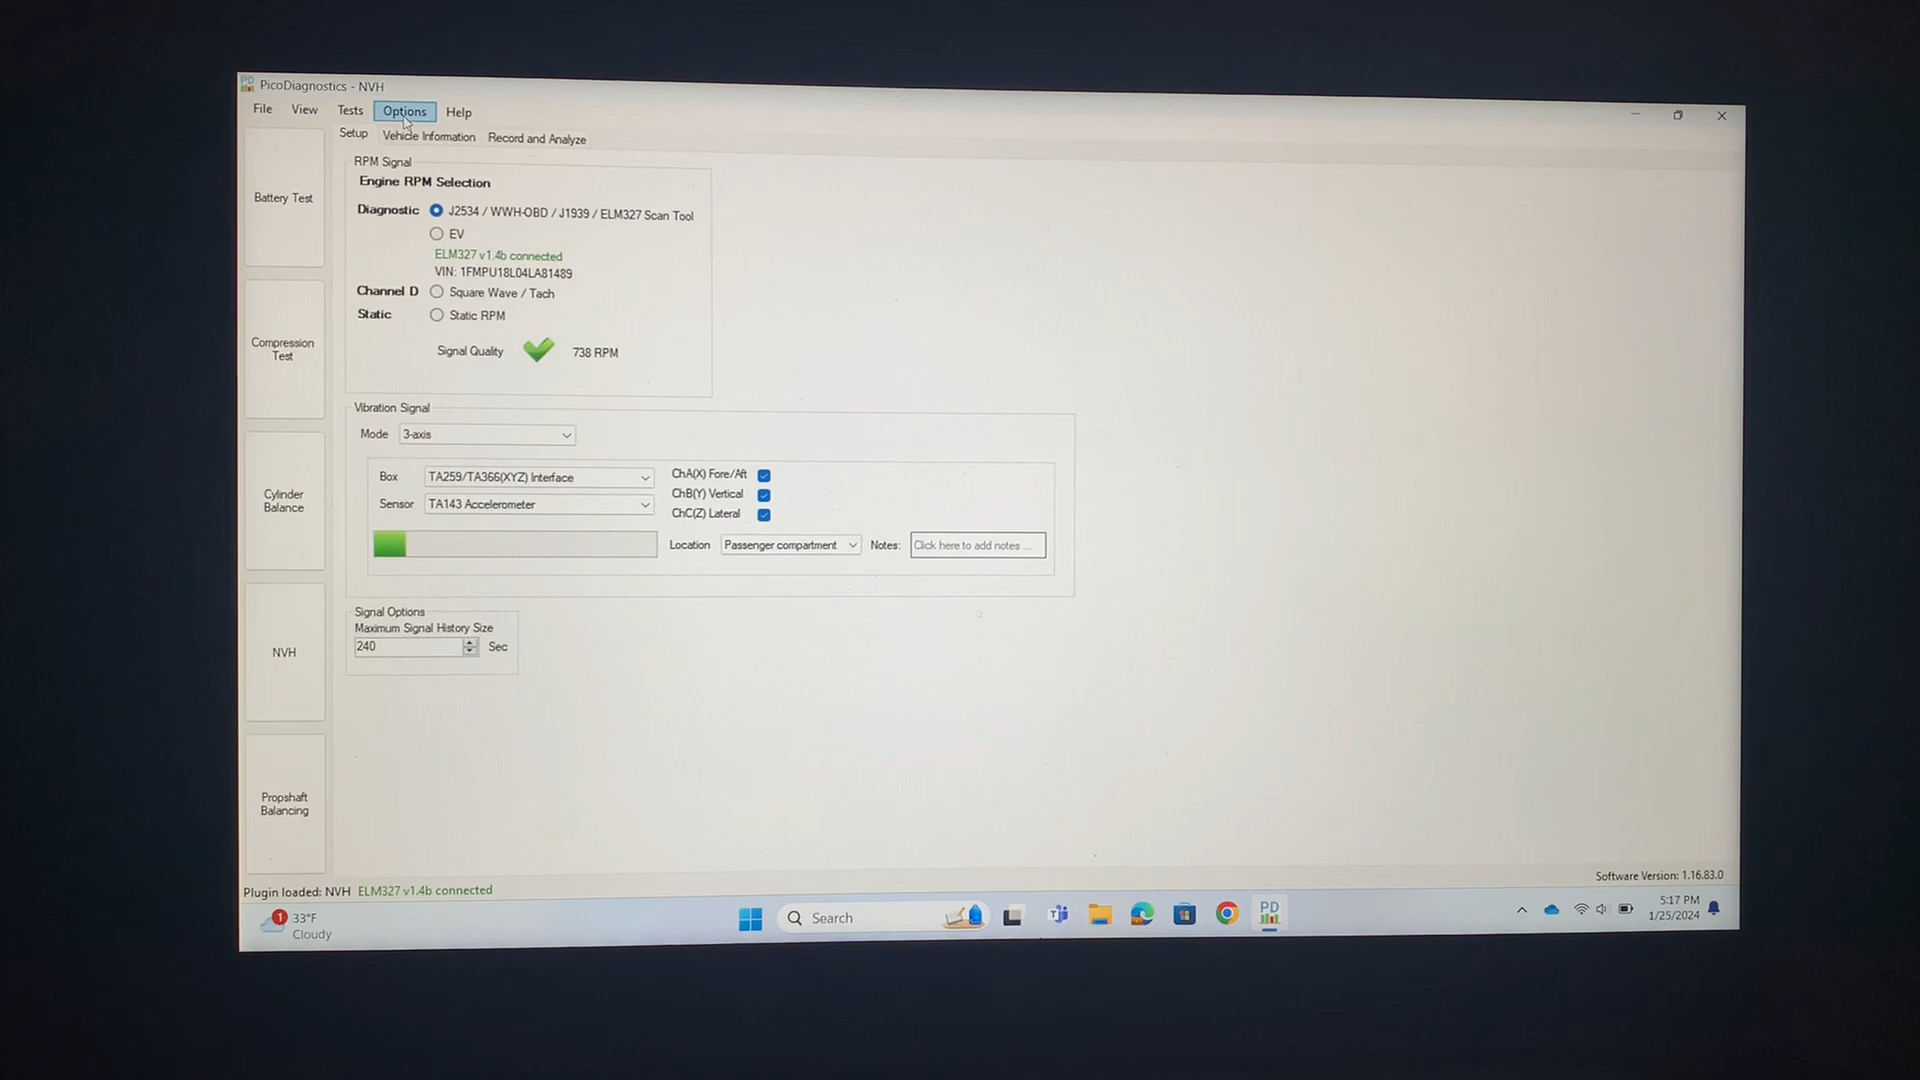 PicoDiagnostics - NVH
File View Tests Options Help
Setup Vehicle Information Record and Analyze
Battery Test
Compression
Test
Cylinder
Balance
NVH
Propshaft
Balancing
RPM Signal
Engine RPM Selection
Diagnostic J2534 / WWH-OBD / J1939 / ELM327 Scan Tool
EV
ELM327 v1.4b connected
VIN: 1FMPU18L04LA81489
Channel D Square Wave / Tach
Static Static RPM
Signal Quality 738 RPM
Vibration Signal
Mode 3-axis
Box TA259/TA366(XYZ) Interface ChA(X) Fore/Aft
ChB(Y) Vertical
Sensor TA143 Accelerometer ChC(Z) Lateral
Location Passenger compartment Notes: Click here to add notes ...
Signal Options
Maximum Signal History Size
240 Sec
Software Version: 1.16.83.0
Plugin loaded: NVH ELM327 v1.4b connected
1 33°F
Cloudy
Search
PD
5:17 PM
1/25/2024